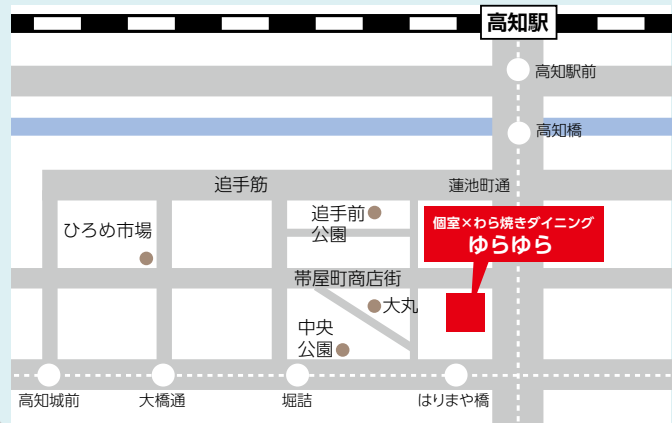 高知駅
高知駅前
高知橋
追手筋
蓮池町通
追手前
公園
個室×わら焼きダイニング
ゆらゆら
ひろめ市場
帯屋町商店街
大丸
中央
公園
高知城前
大橋通
堀詰
はりまや橋